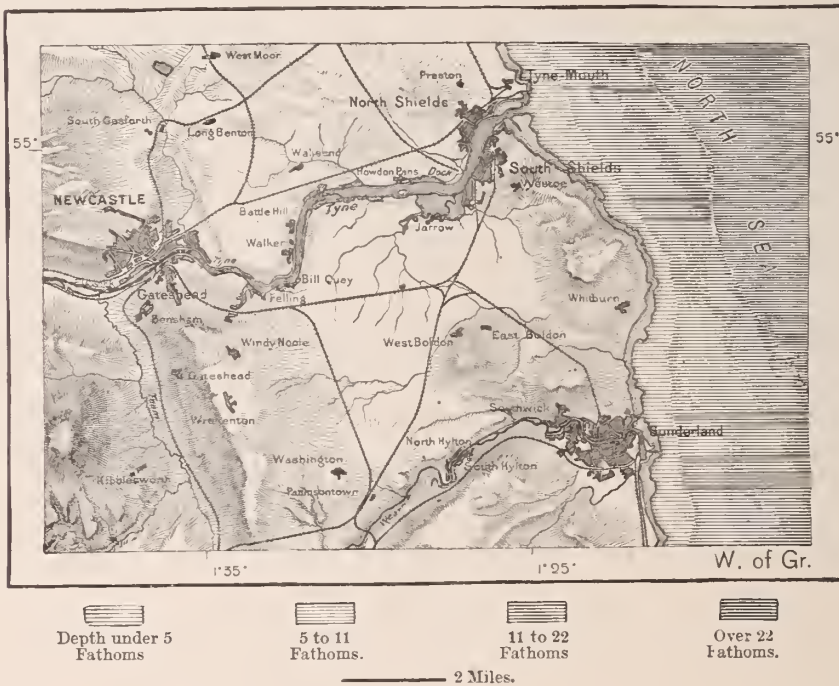 West Moor
Preston
Tyne-Mouth
NORTH SEA
North Shields
South Gosforth
Long Benton
55°
55°
Wallsend
Howdon Pans
Dock
South Shields
Westoe
NEWCASTLE
Battle Hill
Tyne
Jarrow
Walker
Tyne
Bill Quey
Gateshead
Felling
Whitburn
Bensham
Windy Nook
West Boldon
East Boldon
Gateshead
Team
Wrekenton
Southwick
Sunderland
North Hylton
Washington
South Hylton
Kibblesworth
Painsontown
Wear
1°35'
1°25'
W. of Gr.
Depth under 5
Fathoms
5 to 11
Fathoms.
11 to 22
Fathoms
Over 22
Fathoms.
2 Miles.